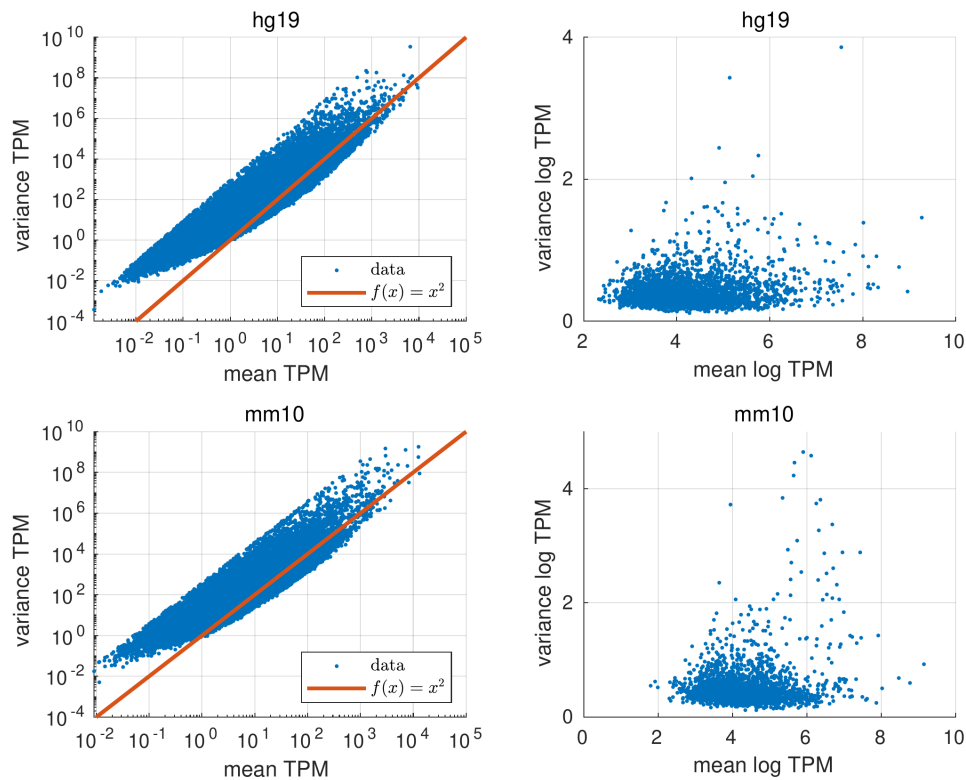 hg19
10^10
10^8
10^6
10^4
10^2
10^0
10^-2
10^-4
variance TPM
data
f(x) = x^2
10^-2 10^-1 10^0 10^1 10^2 10^3 10^4 10^5
mean TPM
hg19
4
2
0
variance log TPM
2 4 6 8 10
mean log TPM
mm10
10^10
10^8
10^6
10^4
10^2
10^0
10^-2
10^-4
variance TPM
data
f(x) = x^2
10^-2 10^-1 10^0 10^1 10^2 10^3 10^4 10^5
mean TPM
mm10
4
2
0
variance log TPM
0 2 4 6 8 10
mean log TPM